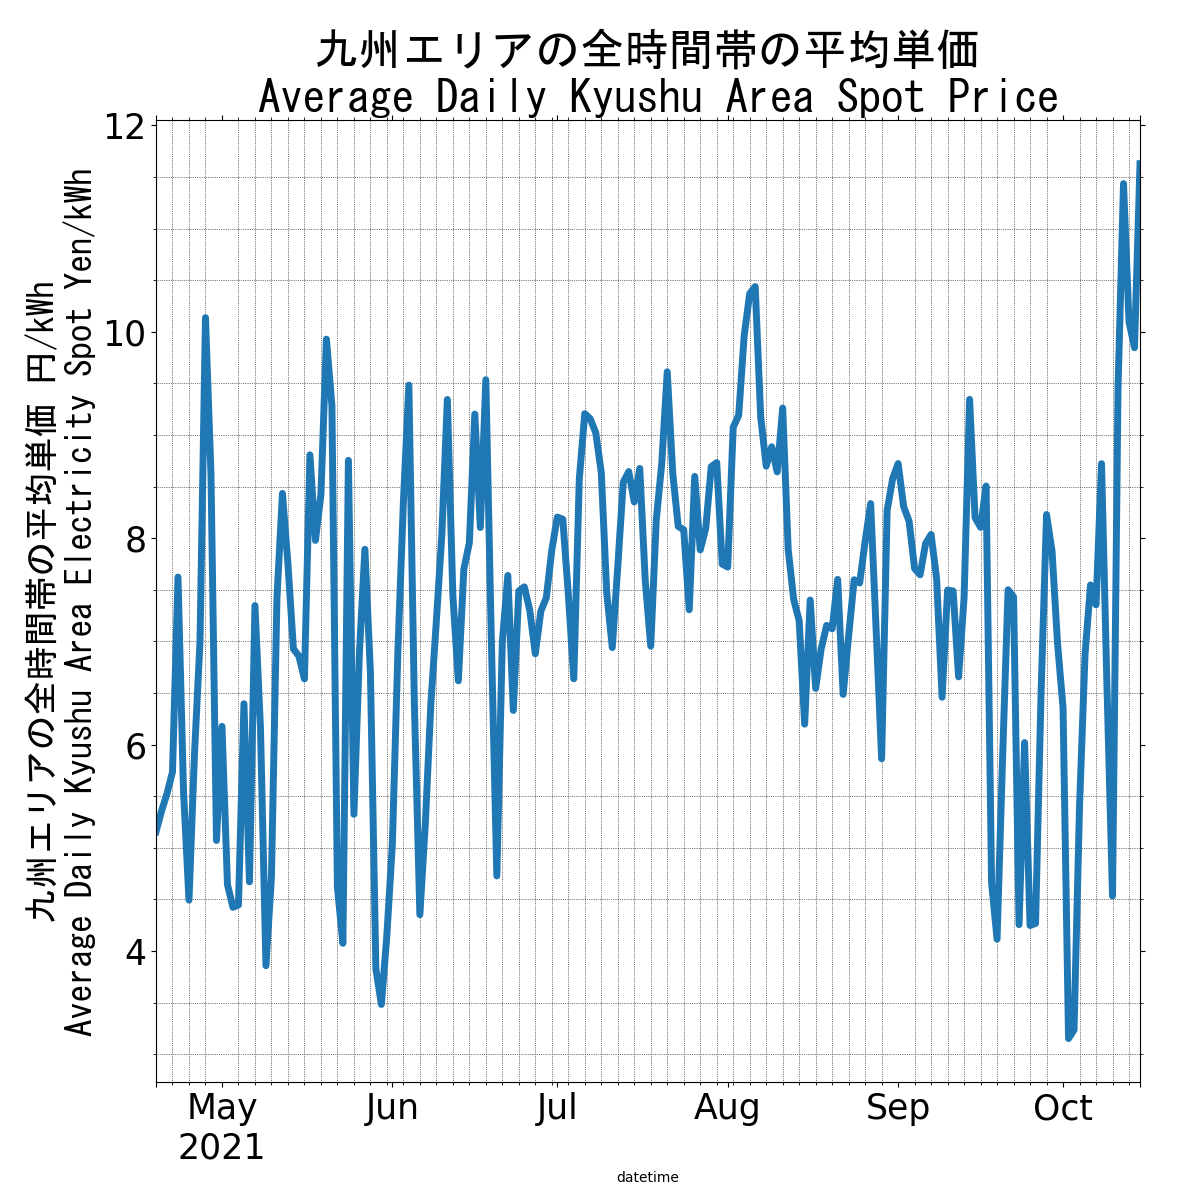 九州エリアの全時間帯の平均単価
Average Daily Kyushu Area Spot Price
九州エリアの全時間帯の平均単価 円/kWh
Average Daily Kyushu Area Electricity Spot Yen/kWh
12
10
8
6
4
May Jun Jul Aug Sep Oct
2021
datetime